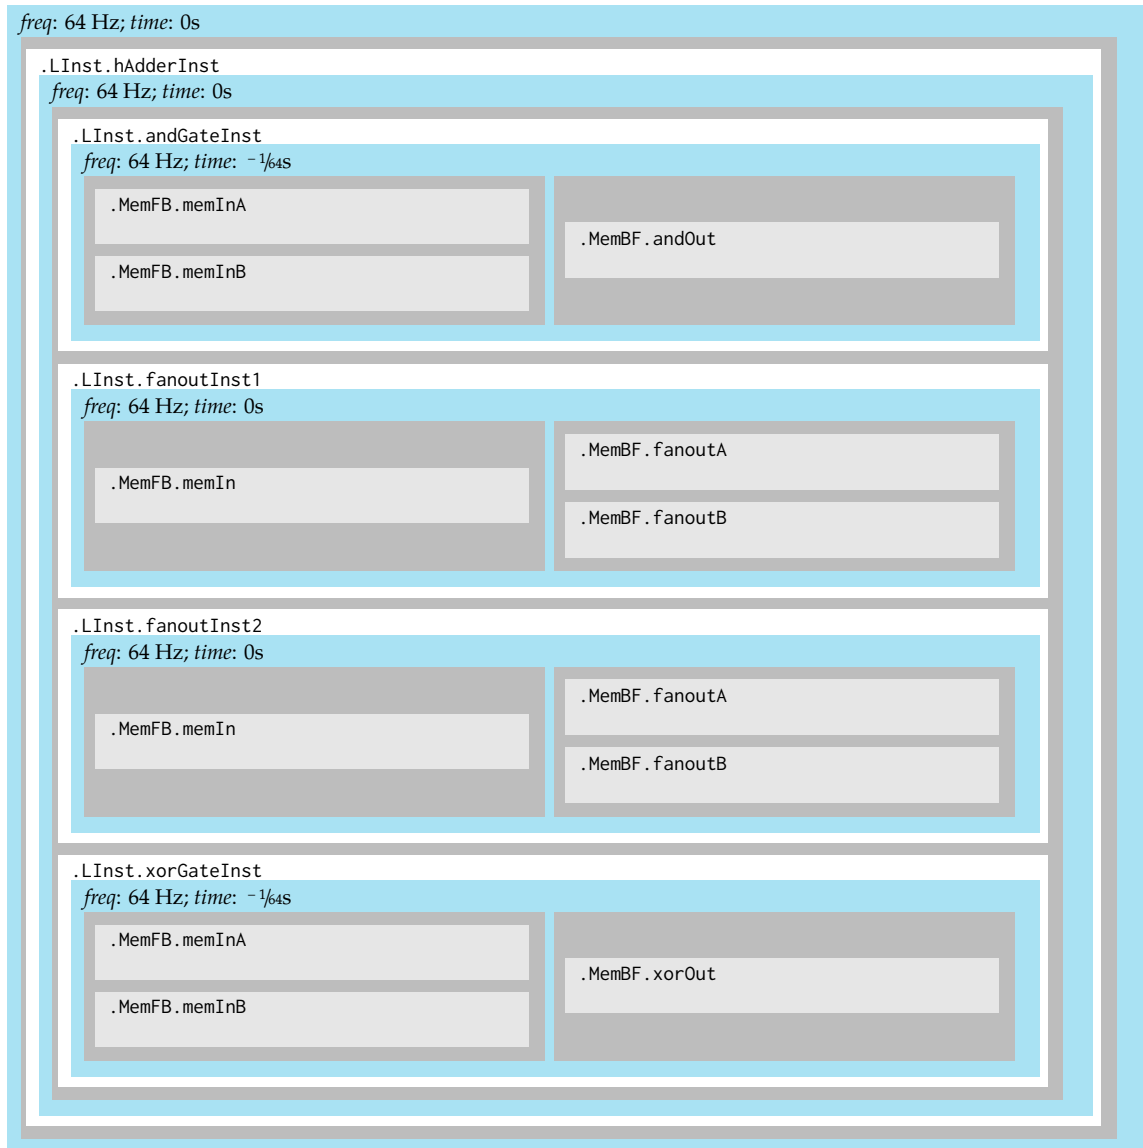 freq: 64 Hz; time: 0s
.LInst.hAdderInst
freq: 64 Hz; time: 0s
.LInst.andGateInst
freq: 64 Hz; time: −1⁄64s
.MemFB.memInA
.MemBF.andOut
.MemFB.memInB
.LInst.fanoutInst1
freq: 64 Hz; time: 0s
.MemBF.fanoutA
.MemFB.memIn
.MemBF.fanoutB
.LInst.fanoutInst2
freq: 64 Hz; time: 0s
.MemBF.fanoutA
.MemFB.memIn
.MemBF.fanoutB
.LInst.xorGateInst
freq: 64 Hz; time: −1⁄64s
.MemFB.memInA
.MemBF.xorOut
.MemFB.memInB